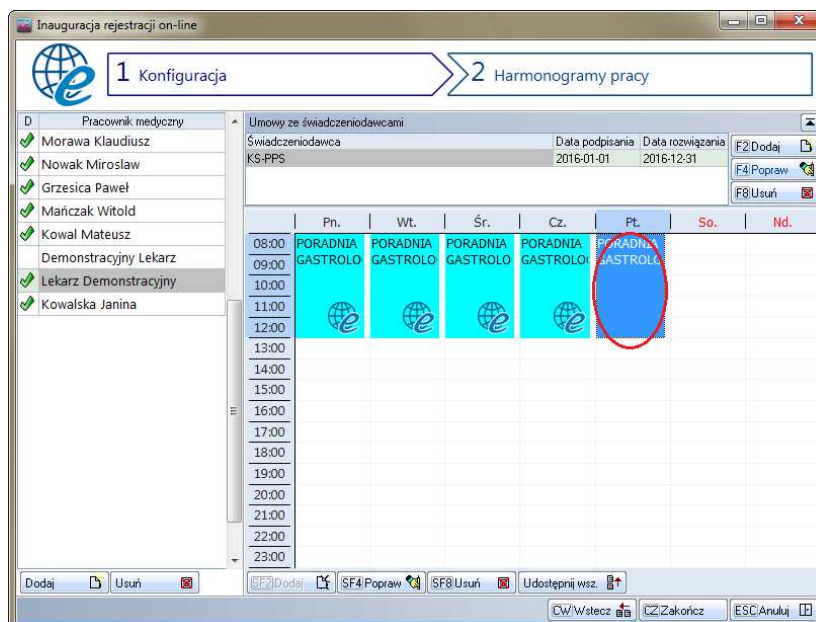 Inauguracja rejestracji on-line
1 Konfiguracja
2 Harmonogramy pracy
D Pracownik medyczny
Morawa Klaudiusz
Nowak Miroslaw
Grzesica Paweł
Mańczak Witold
Kowal Mateusz
Demonstracyjny Lekarz
Lekarz Demonstracyjny
Kowalska Janina
Dodaj Usuń
Umowy ze świadczeniodawcami
Świadczeniodawca Data podpisania Data rozwiązania
KS-PPS 2016-01-01 2016-12-31
F2 Dodaj
F4 Popraw
F8 Usuń
Pn. Wt. Śr. Cz. Pt. So. Nd.
08:00 PORADNIA PORADNIA PORADNIA PORADNIA PORADNIA
09:00 GASTROLO GASTROLO GASTROLO GASTROLO GASTROLO
10:00
11:00
12:00
13:00
14:00
15:00
16:00
17:00
18:00
19:00
20:00
21:00
22:00
23:00
SF2 Dodaj SF4 Popraw SF8 Usuń Udostępnij wsz.
CW Wstecz CZ Zakończ ESC Anuluj